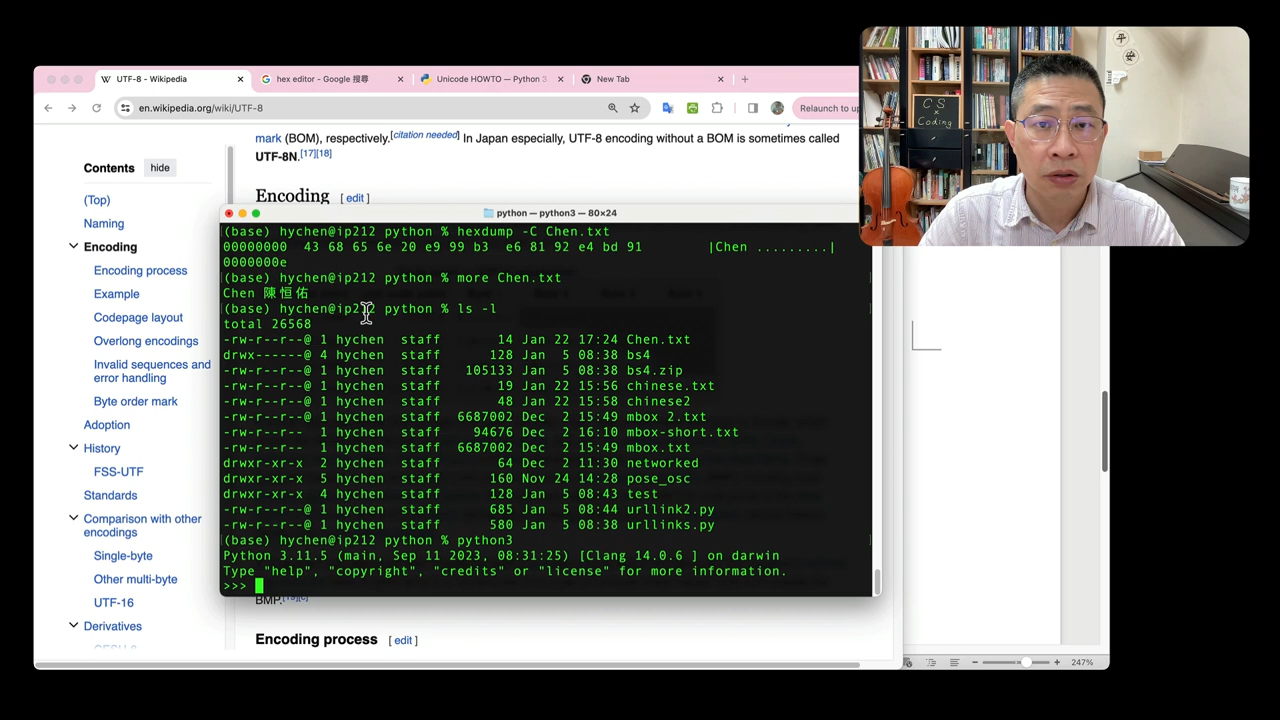 UTF-8 - Wikipedia
hex editor - Google 搜尋
Unicode HOWTO — Python 3.
New Tab
en.wikipedia.org/wiki/UTF-8
Relaunch to up
mark (BOM), respectively.[citation needed] In Japan especially, UTF-8 encoding without a BOM is sometimes called
UTF-8N.[17][18]
Encoding [ edit ]
Contents hide
(Top)
Naming
Encoding
Encoding process
Example
Codepage layout
Overlong encodings
Invalid sequences and
error handling
Byte order mark
Adoption
History
FSS-UTF
Standards
Comparison with other
encodings
Single-byte
Other multi-byte
UTF-16
Derivatives
python — python3 — 80×24
(base) hychen@ip212 python % hexdump -C Chen.txt
00000000  43 68 65 6e 20 e9 99 b3  e6 81 92 e4 bd 91        |Chen .........|
0000000e
(base) hychen@ip212 python % more Chen.txt
Chen 陳恒佑
(base) hychen@ip212 python % ls -l
total 26568
-rw-r--r--@ 1 hychen  staff       14 Jan 22 17:24 Chen.txt
drwx------@ 4 hychen  staff      128 Jan  5 08:38 bs4
-rw-r--r--@ 1 hychen  staff   105133 Jan  5 08:38 bs4.zip
-rw-r--r--@ 1 hychen  staff       19 Jan 22 15:56 chinese.txt
-rw-r--r--@ 1 hychen  staff       48 Jan 22 15:58 chinese2
-rw-r--r--@ 1 hychen  staff  6687002 Dec  2 15:49 mbox 2.txt
-rw-r--r--  1 hychen  staff    94676 Dec  2 16:10 mbox-short.txt
-rw-r--r--  1 hychen  staff  6687002 Dec  2 15:49 mbox.txt
drwxr-xr-x  2 hychen  staff       64 Dec  2 11:30 networked
drwxr-xr-x  5 hychen  staff      160 Nov 24 14:28 pose_osc
drwxr-xr-x  4 hychen  staff      128 Jan  5 08:43 test
-rw-r--r--@ 1 hychen  staff      685 Jan  5 08:44 urllink2.py
-rw-r--r--@ 1 hychen  staff      580 Jan  5 08:38 urllinks.py
(base) hychen@ip212 python % python3
Python 3.11.5 (main, Sep 11 2023, 08:31:25) [Clang 14.0.6 ] on darwin
Type "help", "copyright", "credits" or "license" for more information.
>>>
BMP.
Encoding process [ edit ]
247%
CS
x
Coding
平
安